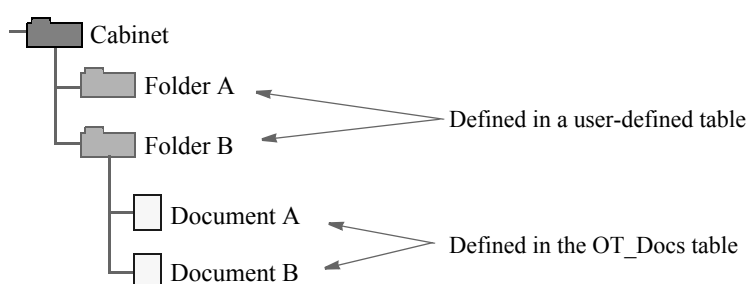 Cabinet
Folder A
Defined in a user-defined table
Folder B
Document A
Defined in the OT_Docs table
Document B